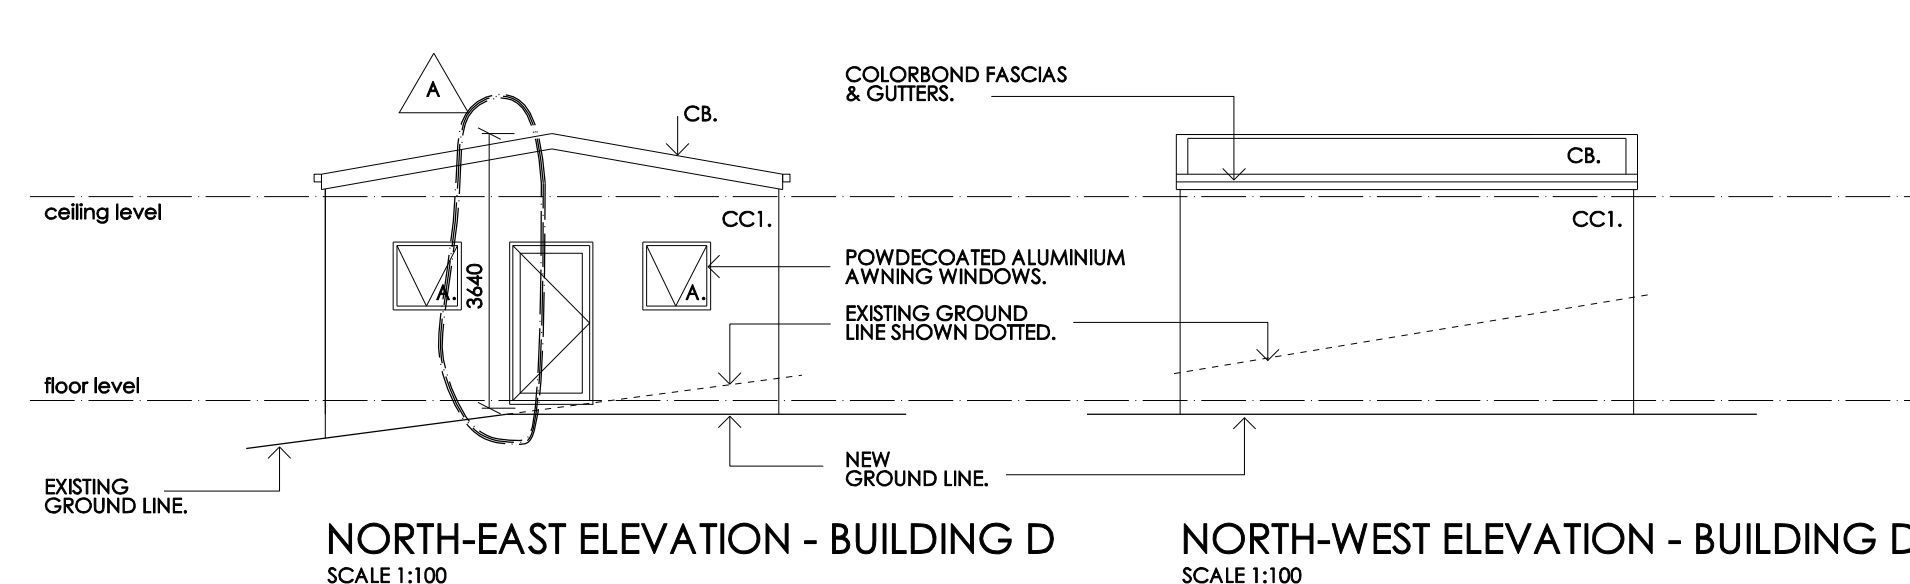 A
CB.
COLORBOND FASCIAS
& GUTTERS.
CB.
ceiling level
CC1.
CC1.
POWDECOATED ALUMINIUM
AWNING WINDOWS.
A.
3640
A.
EXISTING GROUND
LINE SHOWN DOTTED.
floor level
NEW
GROUND LINE.
EXISTING
GROUND LINE.
NORTH-EAST ELEVATION - BUILDING D
SCALE 1:100
NORTH-WEST ELEVATION - BUILDING D
SCALE 1:100